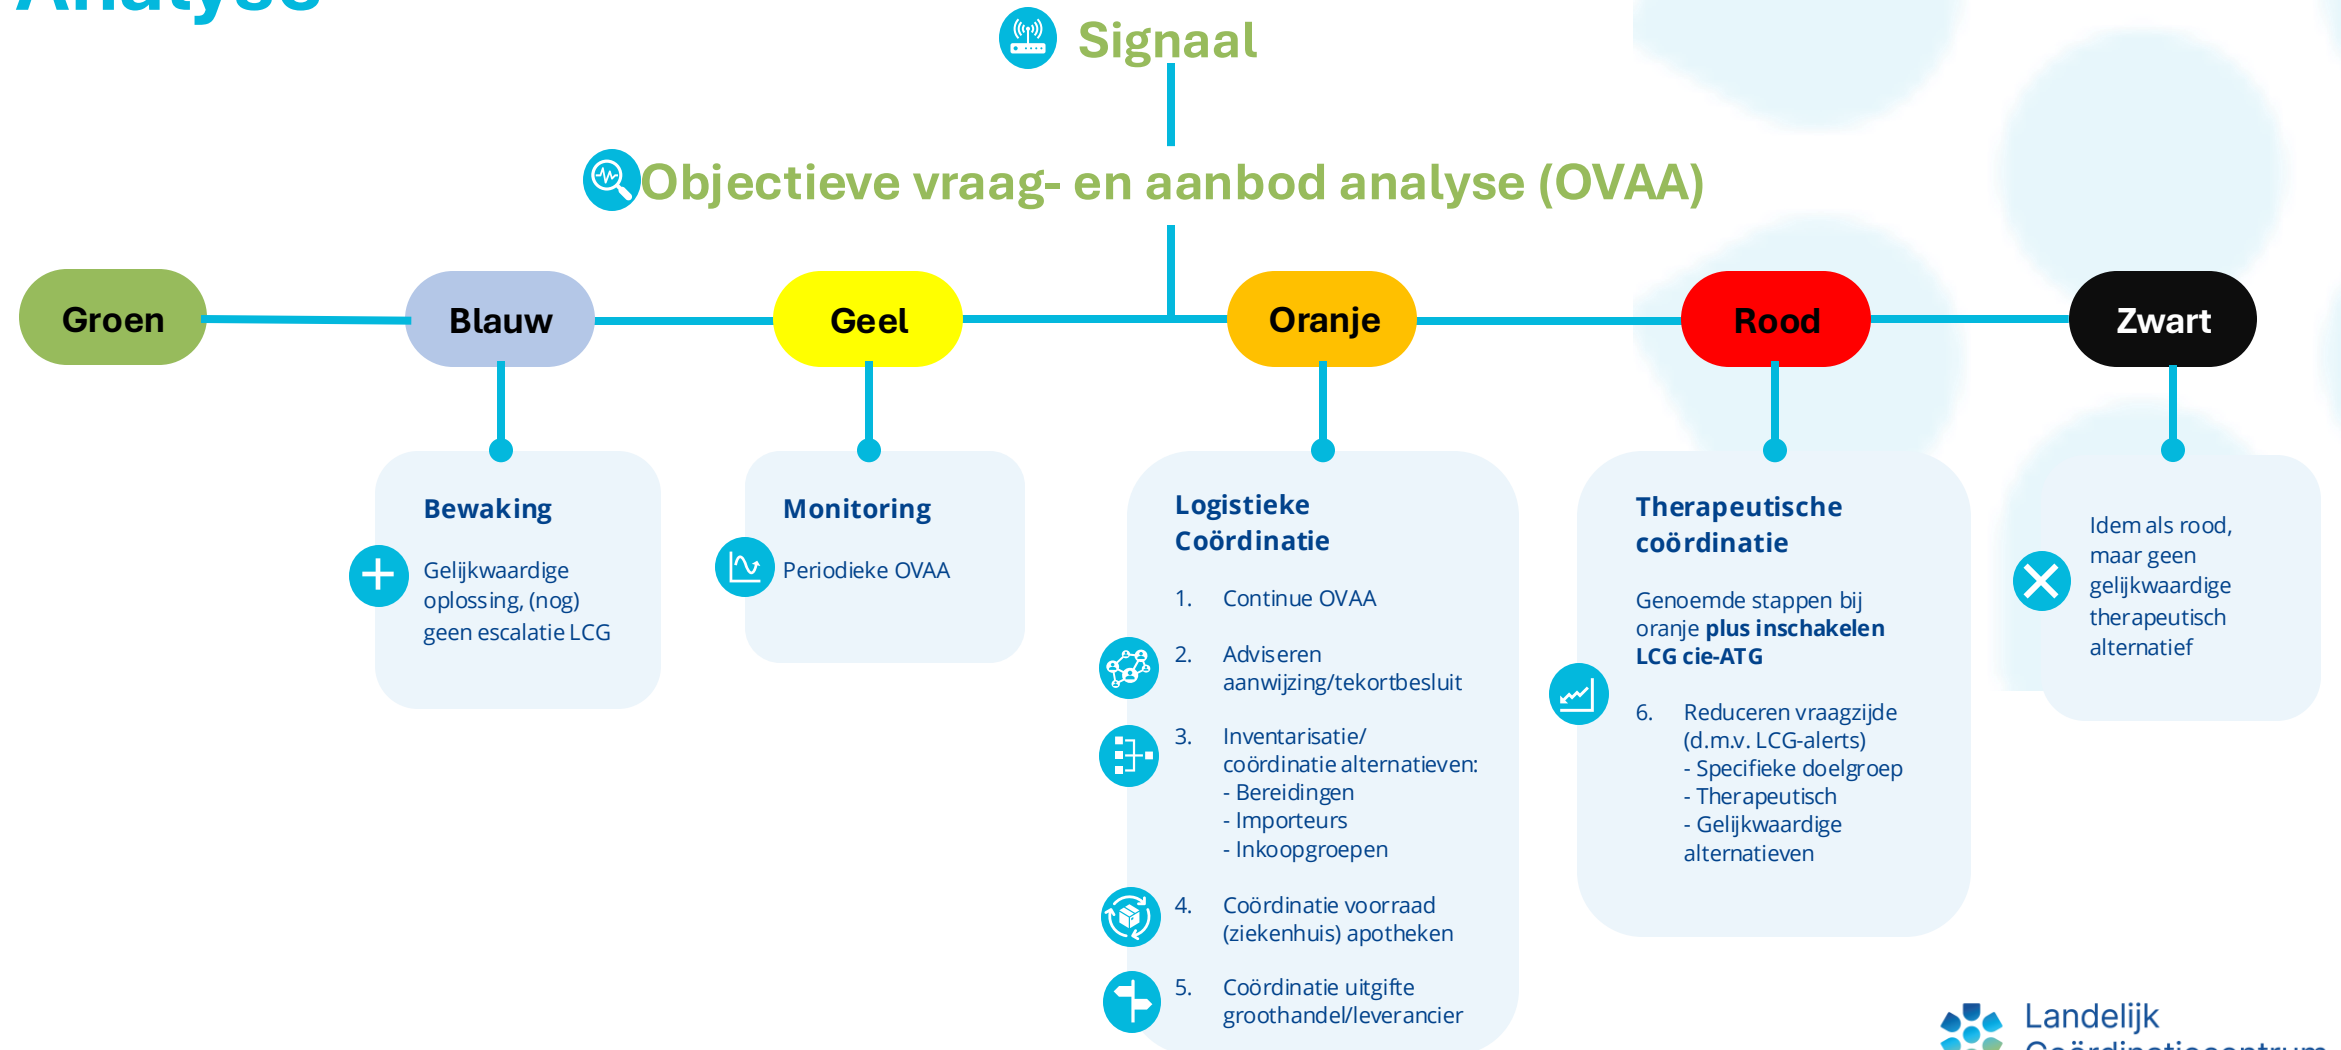 Analyse
Signaal
Objectieve vraag- en aanbod analyse (OVAA)
Groen
Blauw
Geel
Oranje
Rood
Zwart
Bewaking
Gelijkwaardige
oplossing, (nog)
geen escalatie LCG
Monitoring
Periodieke OVAA
Logistieke
Coördinatie
1. Continue OVAA
2. Adviseren
aanwijzing/tekortbesluit
3. Inventarisatie/
coördinatie alternatieven:
- Bereidingen
- Importeurs
- Inkoopgroepen
4. Coördinatie voorraad
(ziekenhuis) apotheken
5. Coördinatie uitgifte
groothandel/leverancier
Therapeutische
coördinatie
Genoemde stappen bij
oranje plus inschakelen
LCG cie-ATG
6. Reduceren vraagzijde
(d.m.v. LCG-alerts)
- Specifieke doelgroep
- Therapeutisch
- Gelijkwaardige
alternatieven
Idem als rood,
maar geen
gelijkwaardige
therapeutisch
alternatief
Landelijk
Coördinatiecentrum